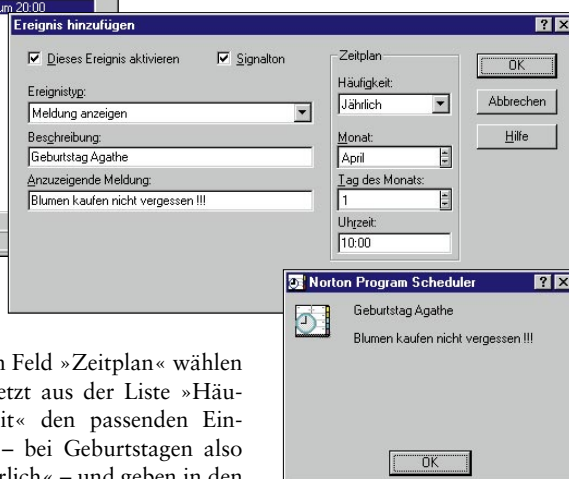 um 20:00
Ereignis hinzufügen
Dieses Ereignis aktivieren
Signalton
Ereignistyp:
Meldung anzeigen
Beschreibung:
Geburtstag Agathe
Anzuzeigende Meldung:
Blumen kaufen nicht vergessen !!!
Zeitplan
Häufigkeit:
Jährlich
Monat:
April
Tag des Monats:
1
Uhrzeit:
10:00
OK
Abbrechen
Hilfe
Norton Program Scheduler
Geburtstag Agathe
Blumen kaufen nicht vergessen !!!
OK
Feld »Zeitplan« wählen
etzt aus der Liste »Häu-
it« den passenden Ein-
– bei Geburtstagen also
rlich« – und geben in den